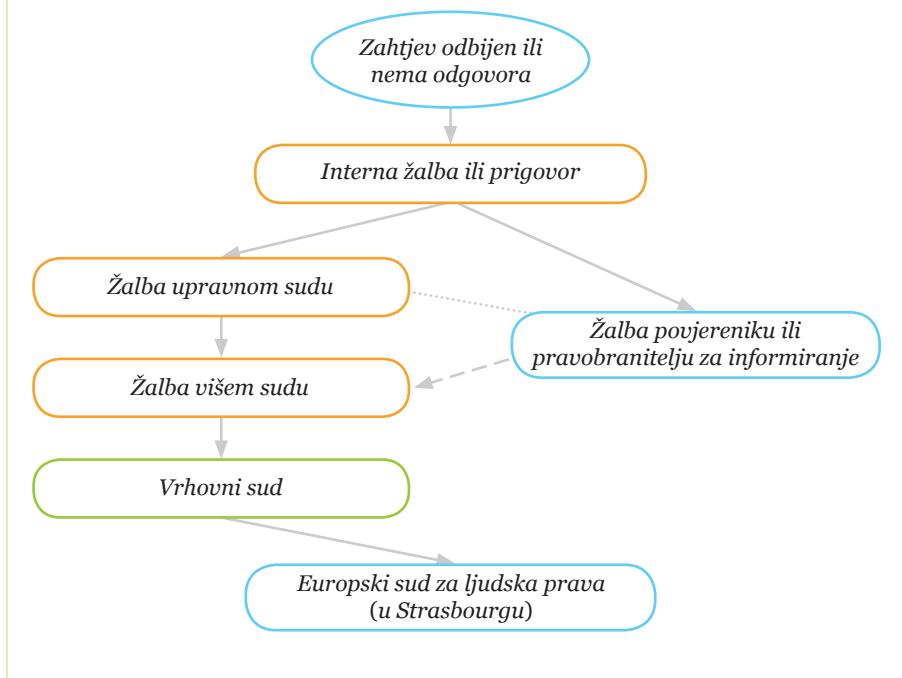 Zahtjev odbijen ili
nema odgovora
Interna žalba ili prigovor
Žalba upravnom sudu
Žalba povjereniku ili
pravobranitelju za informiranje
Žalba višem sudu
Vrhovni sud
Europski sud za ljudska prava
(u Strasbourgu)